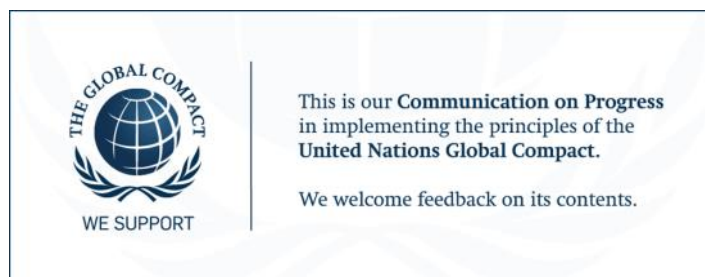 THE GLOBAL COMPACT
WE SUPPORT
This is our Communication on Progress
in implementing the principles of the
United Nations Global Compact.
We welcome feedback on its contents.